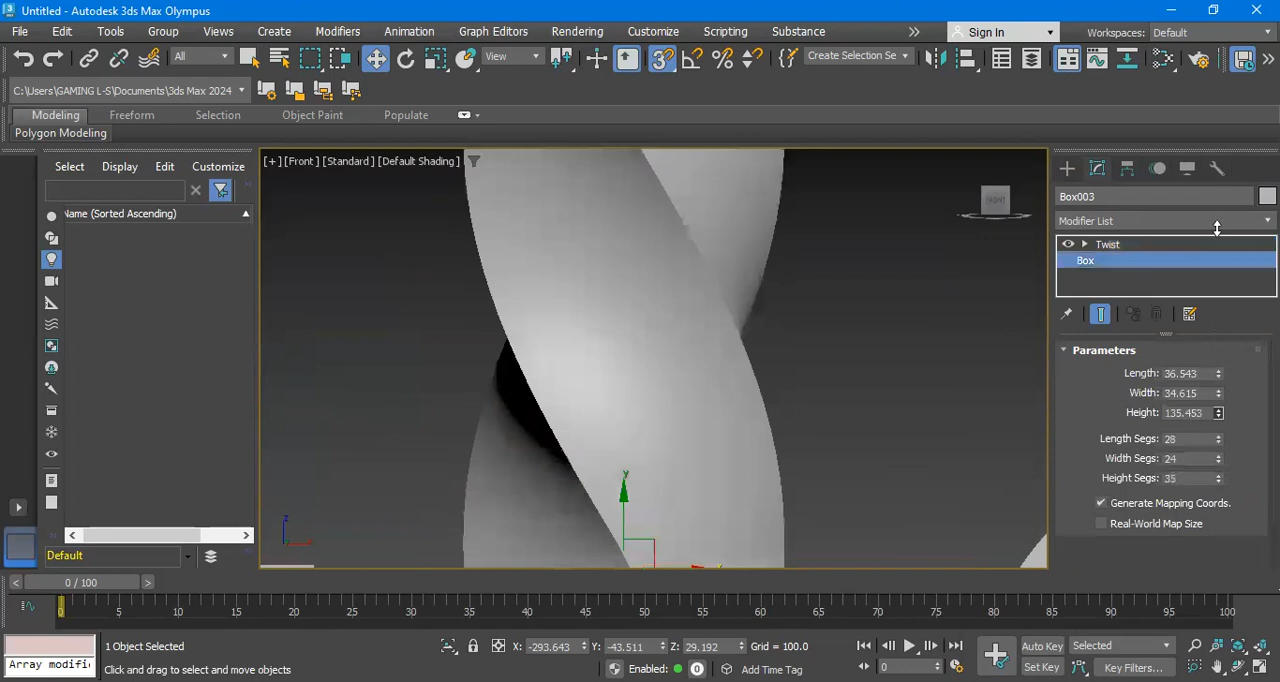 Untitled - Autodesk 3ds Max Olympus
File Edit Tools Group Views Create Modifiers Animation Graph Editors Rendering Customize Scripting Substance Sign In Workspaces: Default
All View Create Selection Se
C:\Users\GAMING L-S\Documents\3ds Max 2024
Modeling Freeform Selection Object Paint Populate
Polygon Modeling
Select Display Edit Customize
[+] [Front] [Standard] [Default Shading]
FRONT
Name (Sorted Ascending)
Box003
Modifier List
Twist
Box
Parameters
Length: 36.543
Width: 34.615
Height: 135.453
Length Segs: 28
Width Segs: 24
Height Segs: 35
Generate Mapping Coords.
Real-World Map Size
y
z
Default
0 / 100
0 5 10 15 20 25 30 35 40 45 50 55 60 65 70 75 80 85 90 95 100
1 Object Selected X: -293.643 Y: -43.511 Z: 29.192 Grid = 100.0 Auto Key Selected
Array modifi Click and drag to select and move objects Enabled: 0 Add Time Tag 0 Set Key Key Filters...